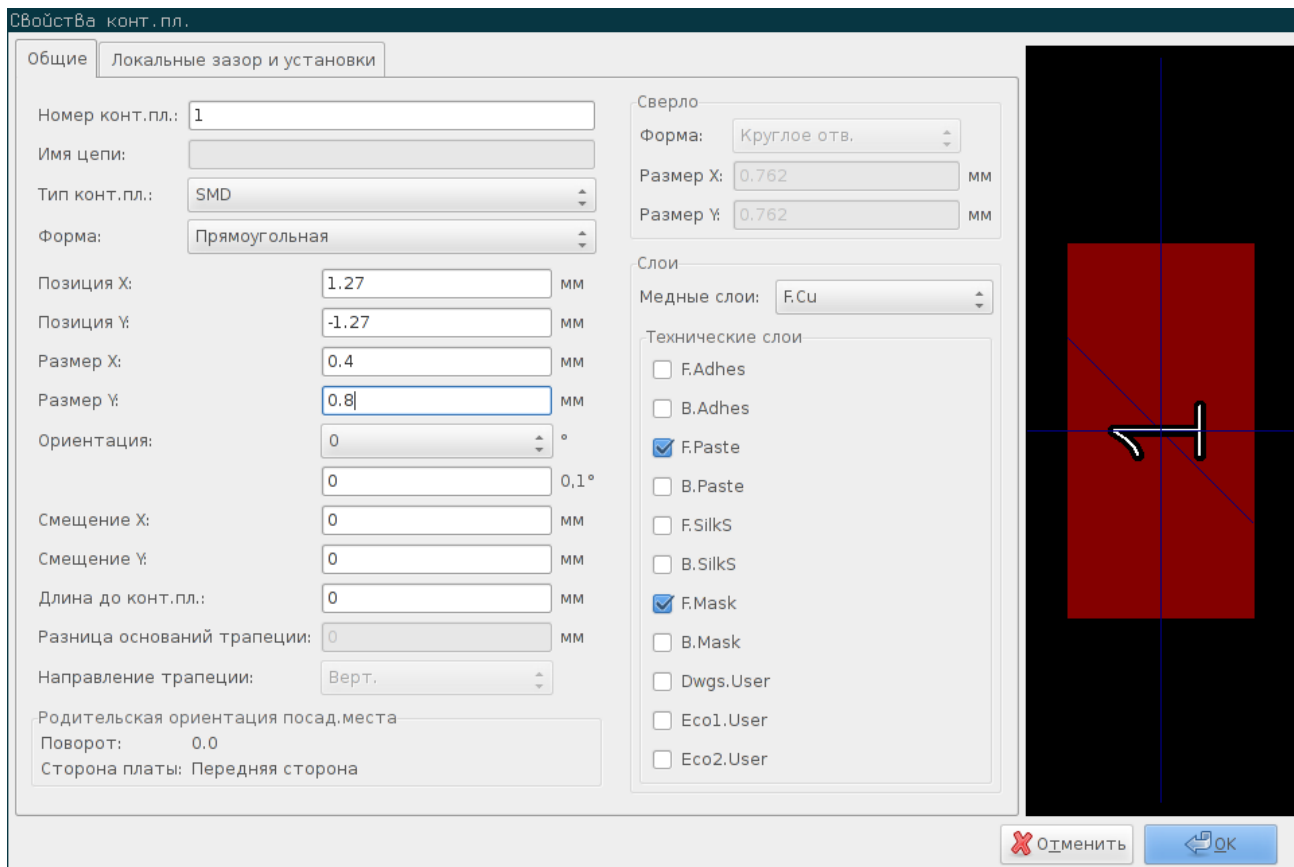 Свойства конт.пл.
Общие
Локальные зазор и установки
Номер конт.пл.: 1
Имя цепи:
Тип конт.пл.: SMD
Форма: Прямоугольная
Позиция X: 1.27 мм
Позиция Y: -1.27 мм
Размер X: 0.4 мм
Размер Y: 0.8 мм
Ориентация: 0 °
0 0,1°
Смещение X: 0 мм
Смещение Y: 0 мм
Длина до конт.пл.: 0 мм
Разница оснований трапеции: 0 мм
Направление трапеции: Верт.
Родительская ориентация посад.места
Поворот: 0.0
Сторона платы: Передняя сторона
Сверло
Форма: Круглое отв.
Размер X: 0.762 мм
Размер Y: 0.762 мм
Слои
Медные слои: F.Cu
Технические слои
F.Adhes
B.Adhes
F.Paste
B.Paste
F.SilkS
B.SilkS
F.Mask
B.Mask
Dwgs.User
Eco1.User
Eco2.User
1
Отменить
OK